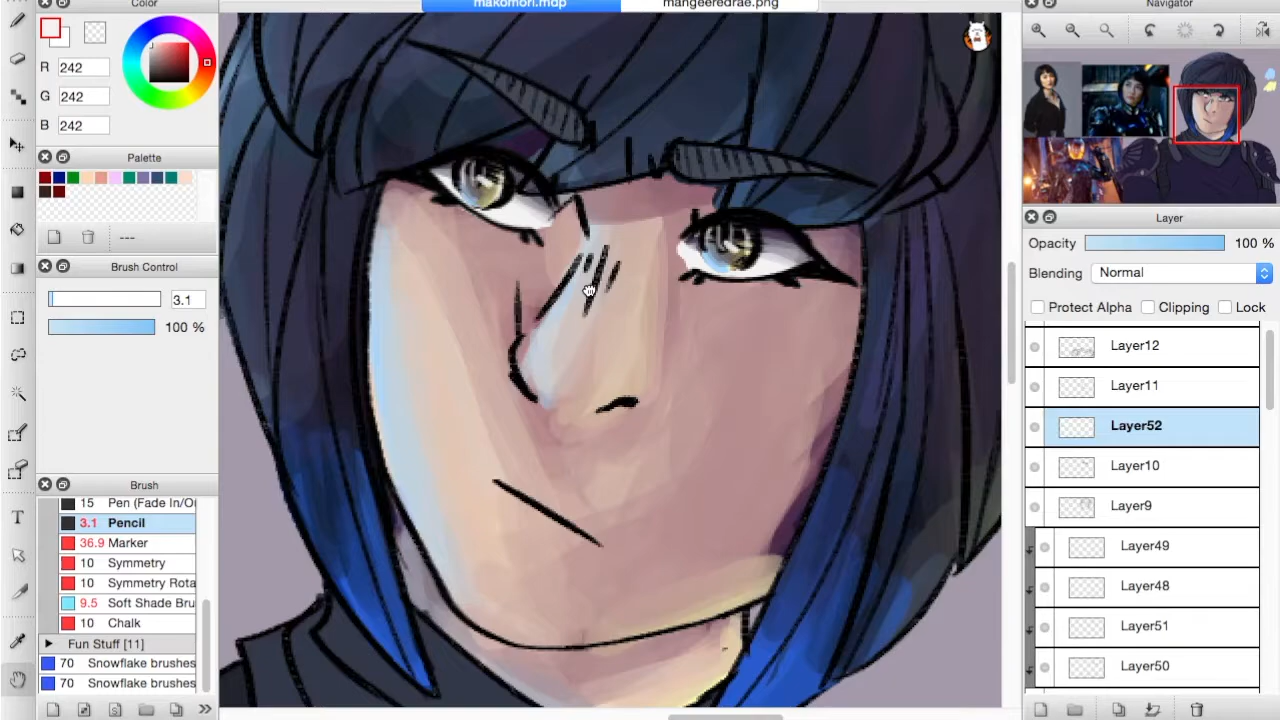 Color
makomori.mdp
mangeeredrae.png
Navigator
R 242
G 242
B 242
Palette
---
Brush Control
3.1
100 %
Layer
Opacity 100 %
Blending Normal
Protect Alpha Clipping Lock
Layer12
Layer11
Layer52
Layer10
Layer9
Layer49
Layer48
Layer51
Layer50
Brush
15 Pen (Fade In/O
3.1 Pencil
36.9 Marker
10 Symmetry
10 Symmetry Rota
9.5 Soft Shade Bru
10 Chalk
Fun Stuff [11]
70 Snowflake brushes
70 Snowflake brushes
T